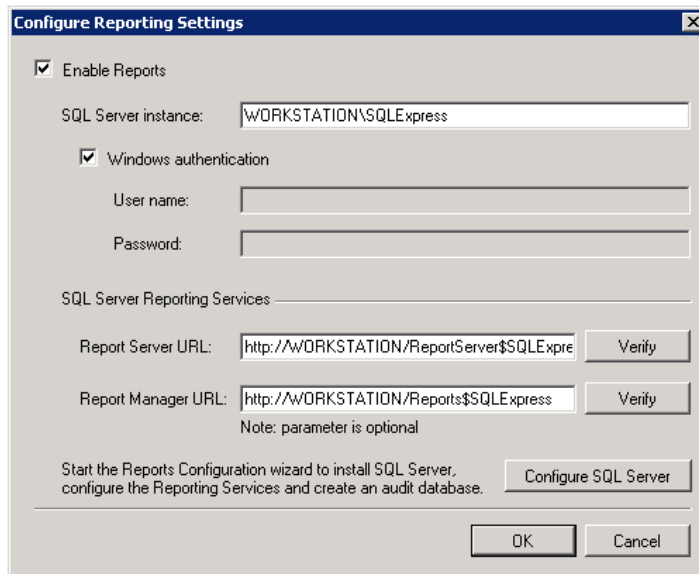 Configure Reporting Settings
Enable Reports
SQL Server instance: WORKSTATION\SQLExpress
Windows authentication
User name:
Password:
SQL Server Reporting Services
Report Server URL: http://WORKSTATION/ReportServer$SQLExpre Verify
Report Manager URL: http://WORKSTATION/Reports$SQLExpress Verify
Note: parameter is optional
Start the Reports Configuration wizard to install SQL Server,
configure the Reporting Services and create an audit database.
Configure SQL Server
OK Cancel